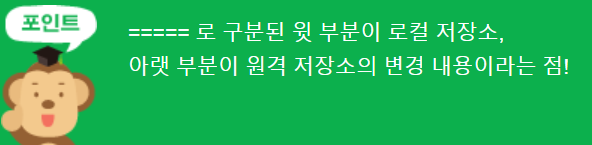 포인트
===== 로 구분된 윗 부분이 로컬 저장소,
아랫 부분이 원격 저장소의 변경 내용이라는 점!